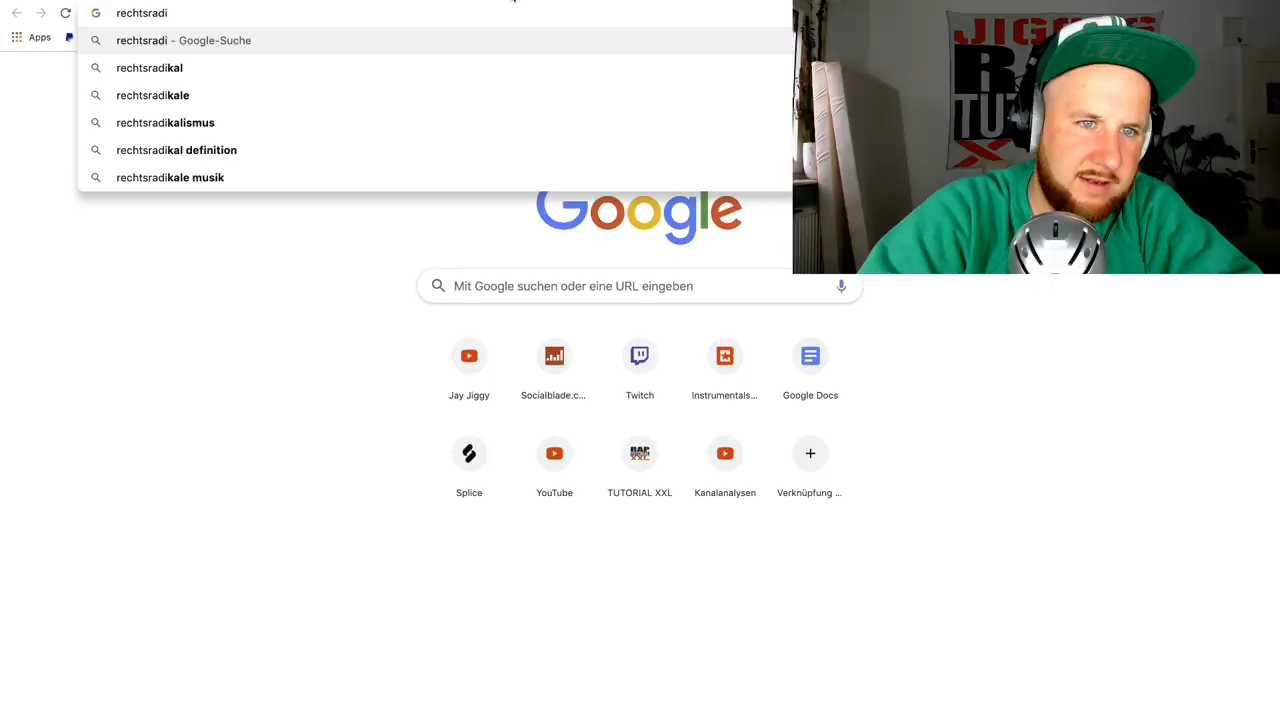 rechtsradi
Apps
rechtsradi - Google-Suche
rechtsradikal
rechtsradikale
rechtsradikalismus
rechtsradikal definition
rechtsradikale musik
Google
Mit Google suchen oder eine URL eingeben
Jay Jiggy
Socialblade.c...
Twitch
Instrumentals...
Google Docs
Splice
YouTube
TUTORIAL XXL
Kanalanalysen
Verknüpfung ...